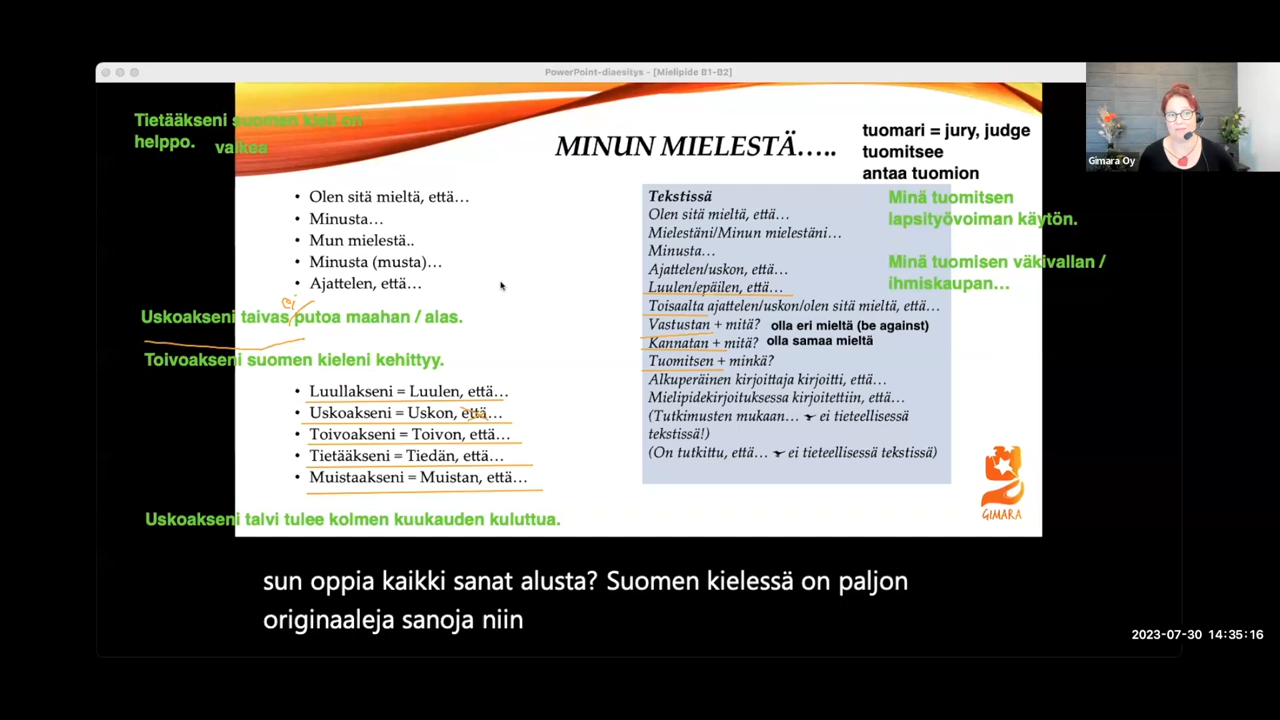 PowerPoint-diaesitys - [Mielipide B1-B2]
Tietääkseni suomen kieli on
helppo. vaikea
MINUN MIELESTÄ…..
tuomari = jury, judge
tuomitsee
antaa tuomion
Gimara Oy
• Olen sitä mieltä, että…
• Minusta…
• Mun mielestä..
• Minusta (musta)…
• Ajattelen, että…
ei
Uskoakseni taivas putoa maahan / alas.
Toivoakseni suomen kieleni kehittyy.
• Luullakseni = Luulen, että…
• Uskoakseni = Uskon, että…
• Toivoakseni = Toivon, että…
• Tietääkseni = Tiedän, että…
• Muistaakseni = Muistan, että…
Uskoakseni talvi tulee kolmen kuukauden kuluttua.
Tekstissä
Olen sitä mieltä, että…
Mielestäni/Minun mielestäni…
Minusta…
Ajattelen/uskon, että…
Luulen/epäilen, että…
Toisaalta ajattelen/uskon/olen sitä mieltä, että…
Vastustan + mitä? olla eri mieltä (be against)
Kannatan + mitä? olla samaa mieltä
Tuomitsen + minkä?
Alkuperäinen kirjoittaja kirjoitti, että…
Mielipidekirjoituksessa kirjoitettiin, että…
(Tutkimusten mukaan… ei tieteellisessä
tekstissä!)
(On tutkittu, että… ei tieteellisessä tekstissä)
Minä tuomitsen
lapsityövoiman käytön.
Minä tuomisen väkivallan /
ihmiskaupan…
GIMARA
sun oppia kaikki sanat alusta? Suomen kielessä on paljon
originaaleja sanoja niin
2023-07-30 14:35:16